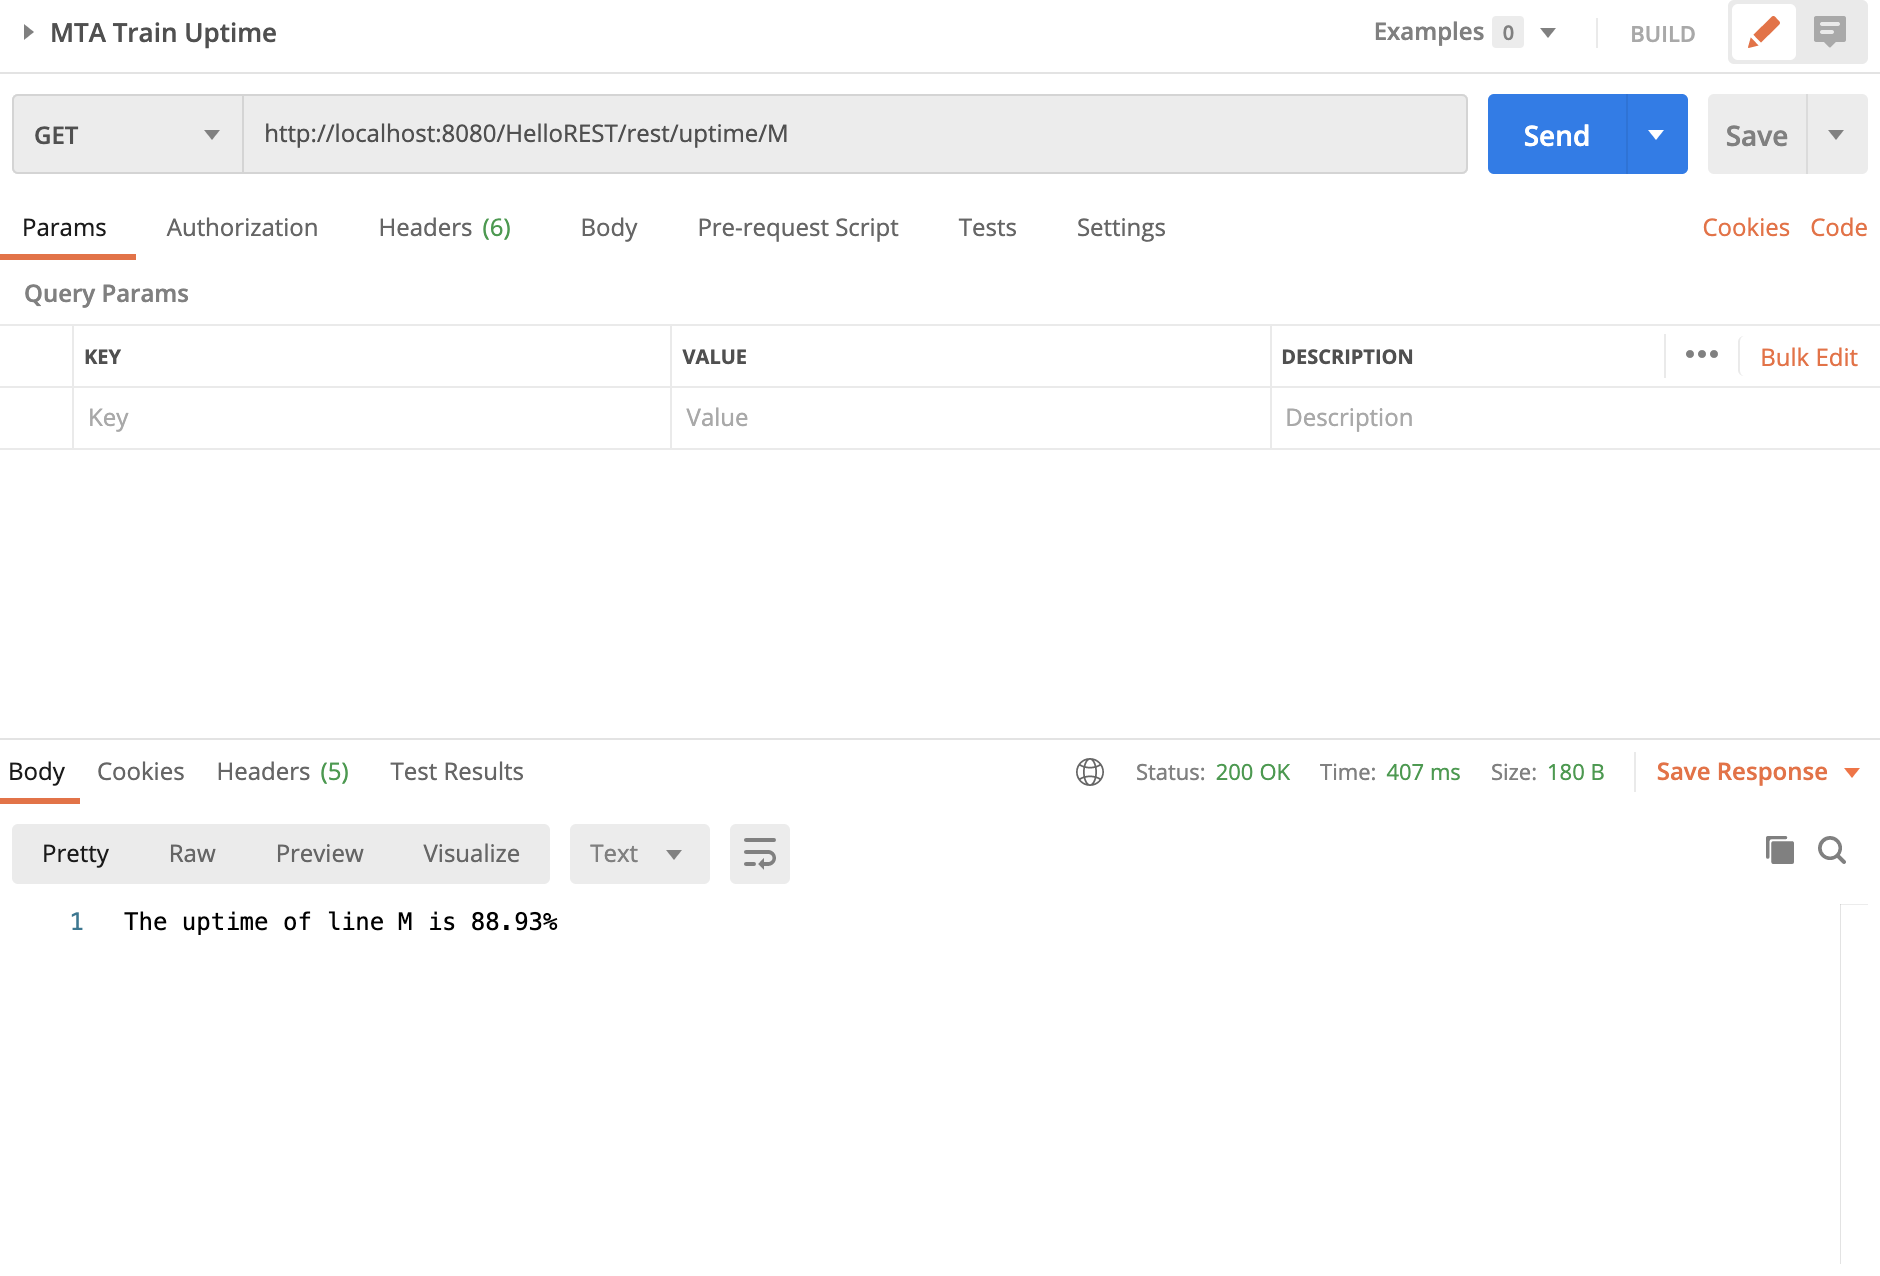 MTA Train Uptime
Examples 0
BUILD
GET
http://localhost:8080/HelloREST/rest/uptime/M
Send
Save
Params Authorization Headers (6) Body Pre-request Script Tests Settings Cookies Code
Query Params
KEY VALUE DESCRIPTION ••• Bulk Edit
Key Value Description
Body Cookies Headers (5) Test Results Status: 200 OK Time: 407 ms Size: 180 B Save Response
Pretty Raw Preview Visualize Text
1 The uptime of line M is 88.93%